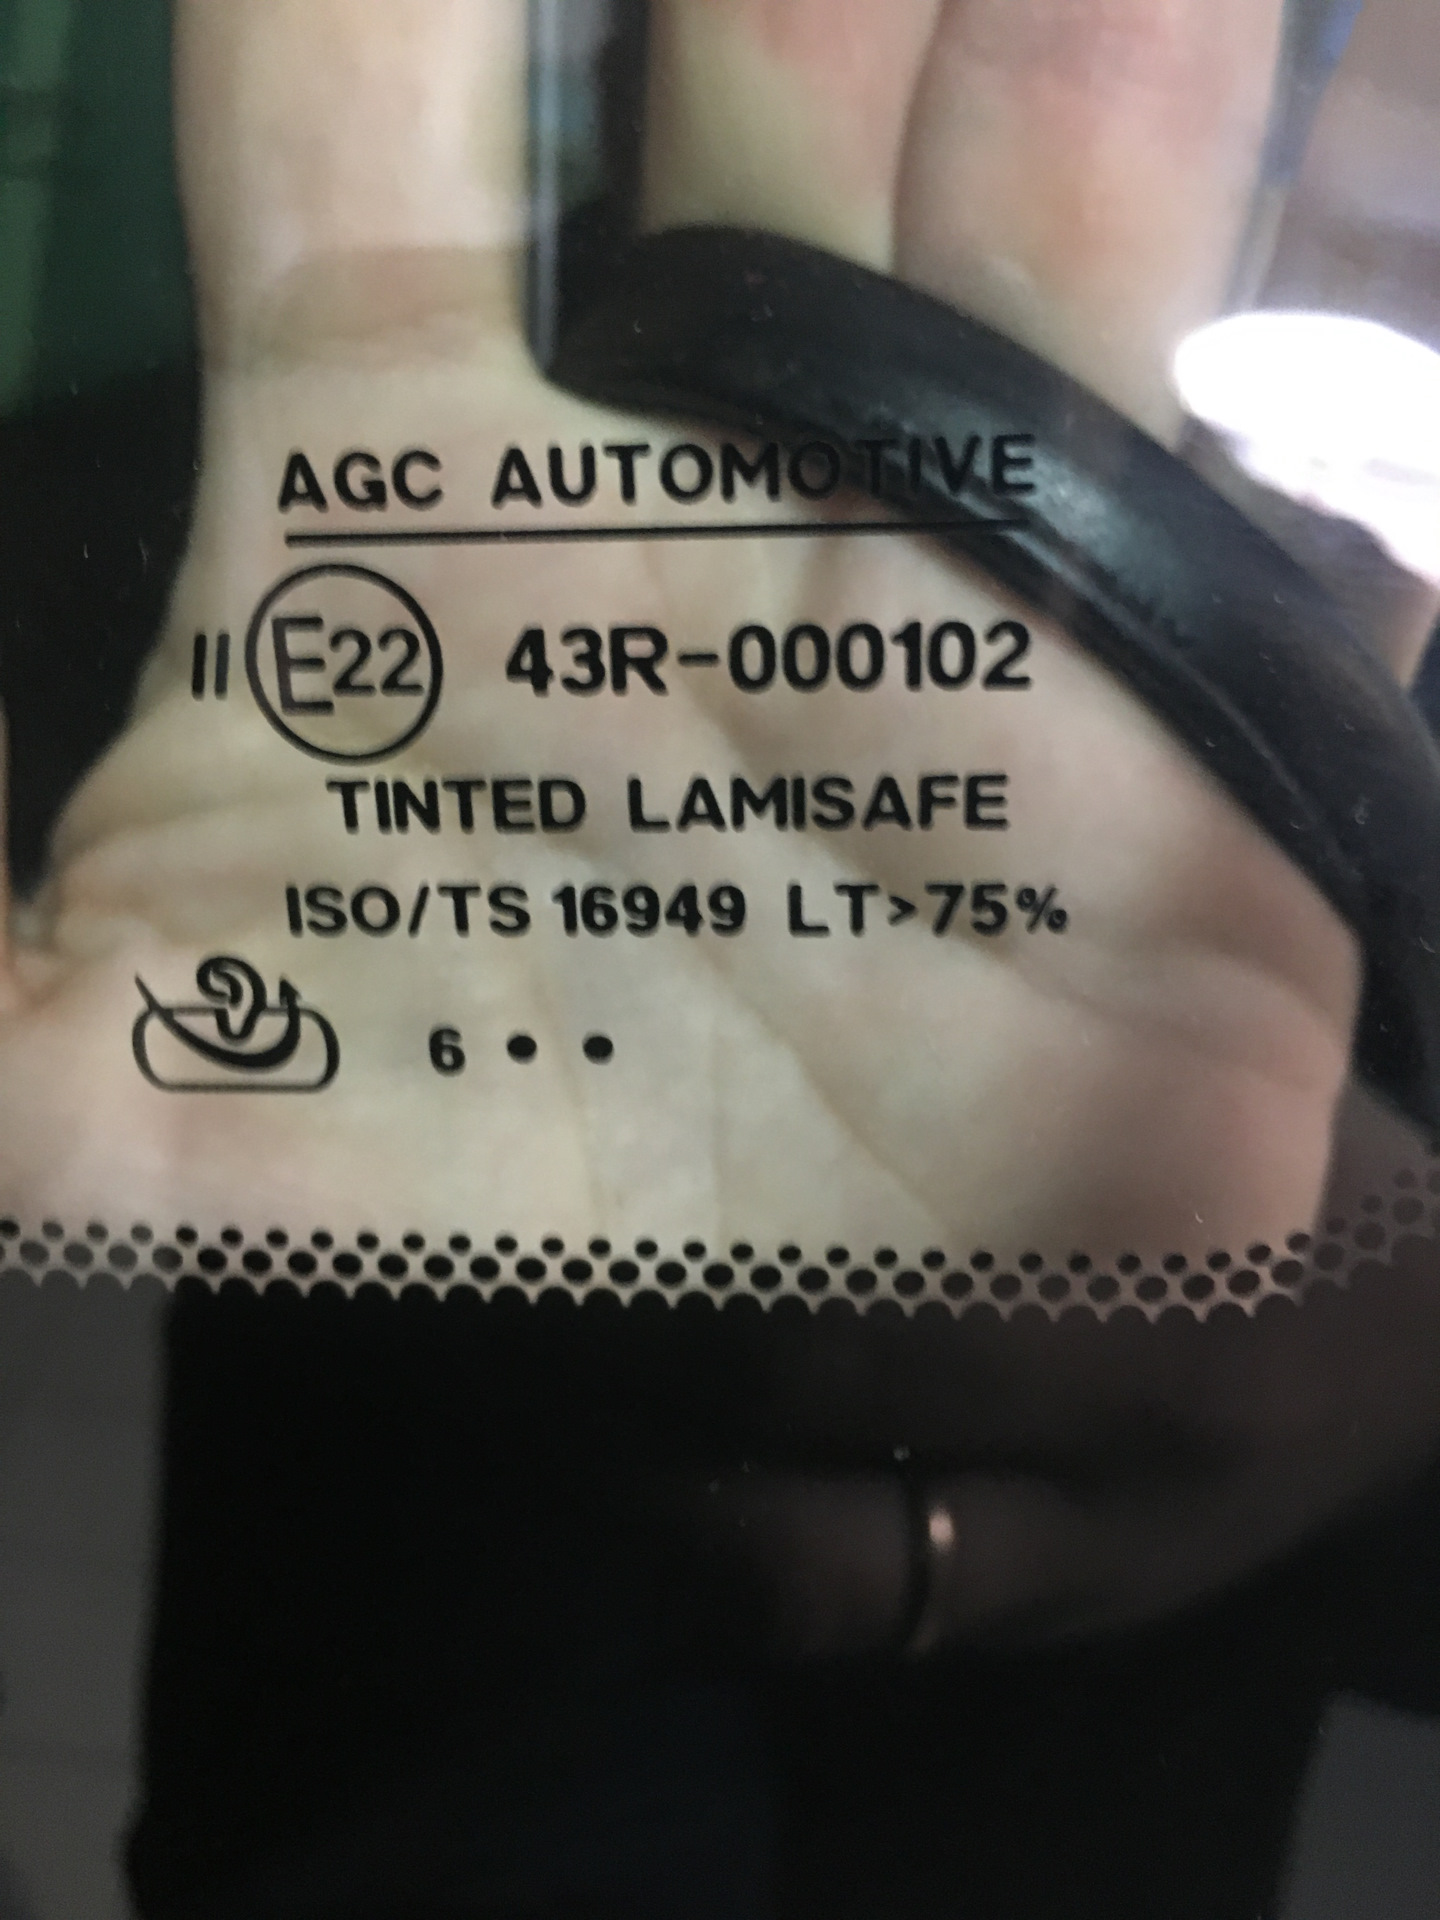 AGC AUTOMOTIVE
II E22 43R-000102
TINTED LAMISAFE
ISO/TS 16949 LT>75%
6 • •